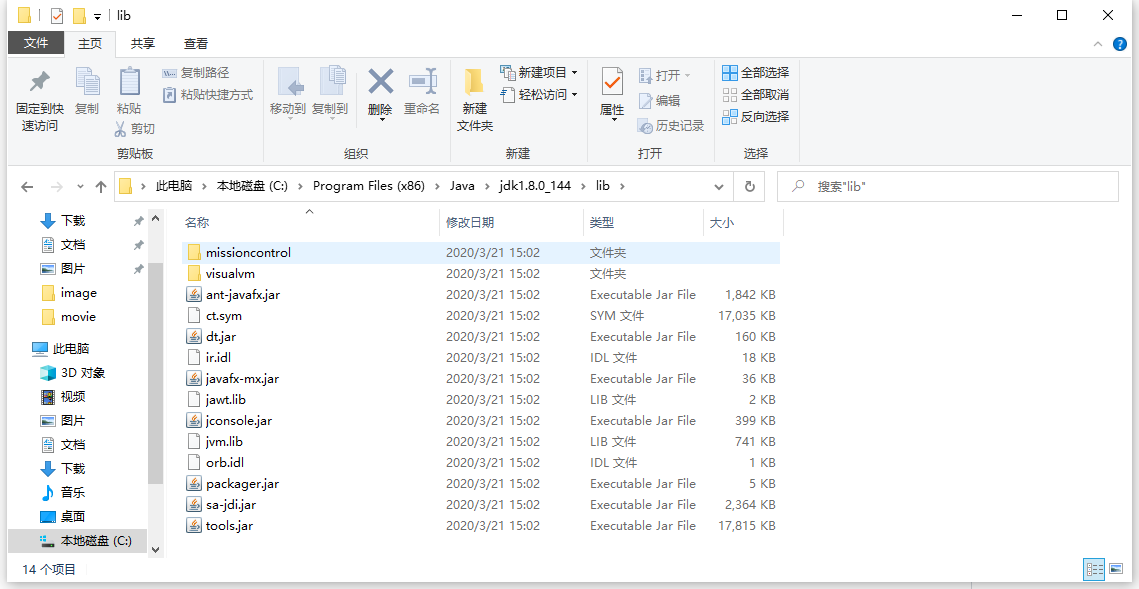 lib
文件 主页 共享 查看
固定到快速访问
复制
粘贴
复制路径
粘贴快捷方式
剪切
剪贴板
移动到
复制到
删除
重命名
组织
新建文件夹
新建项目
轻松访问
新建
属性
打开
编辑
历史记录
打开
全部选择
全部取消
反向选择
选择
此电脑 本地磁盘 (C:) Program Files (x86) Java jdk1.8.0_144 lib
搜索"lib"
下载
文档
图片
image
movie
此电脑
3D 对象
视频
图片
文档
下载
音乐
桌面
本地磁盘 (C:)
名称 修改日期 类型 大小
missioncontrol 2020/3/21 15:02 文件夹
visualvm 2020/3/21 15:02 文件夹
ant-javafx.jar 2020/3/21 15:02 Executable Jar File 1,842 KB
ct.sym 2020/3/21 15:02 SYM 文件 17,035 KB
dt.jar 2020/3/21 15:02 Executable Jar File 160 KB
ir.idl 2020/3/21 15:02 IDL 文件 18 KB
javafx-mx.jar 2020/3/21 15:02 Executable Jar File 36 KB
jawt.lib 2020/3/21 15:02 LIB 文件 2 KB
jconsole.jar 2020/3/21 15:02 Executable Jar File 399 KB
jvm.lib 2020/3/21 15:02 LIB 文件 741 KB
orb.idl 2020/3/21 15:02 IDL 文件 1 KB
packager.jar 2020/3/21 15:02 Executable Jar File 5 KB
sa-jdi.jar 2020/3/21 15:02 Executable Jar File 2,364 KB
tools.jar 2020/3/21 15:02 Executable Jar File 17,815 KB
14 个项目